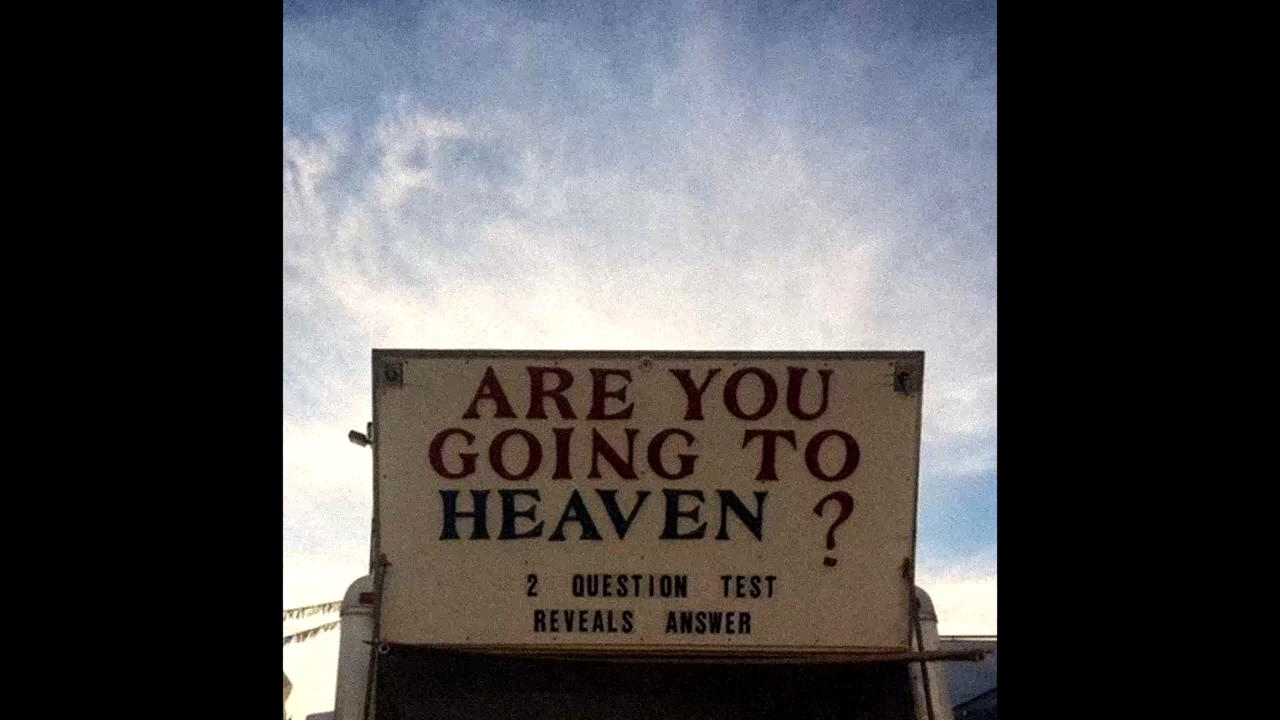 ARE YOU
GOING TO
HEAVEN ?
2 QUESTION TEST
REVEALS ANSWER